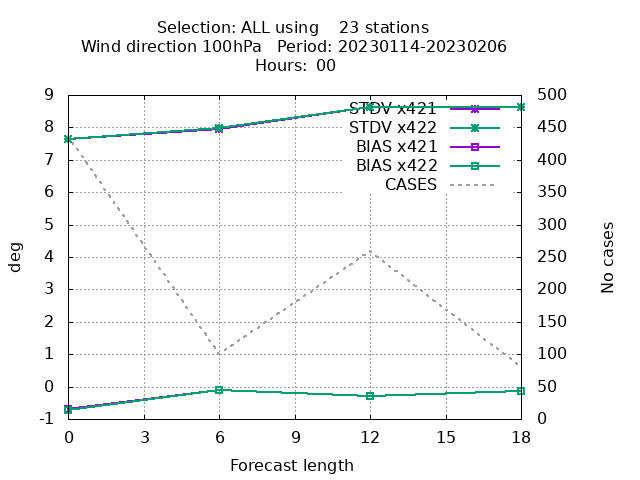 Selection: ALL using    23 stations
Wind direction 100hPa   Period: 20230114-20230206
Hours:  00
STDV x421
STDV x422
BIAS x421
BIAS x422
CASES
9
8
7
6
5
4
3
2
1
0
-1
deg
500
450
400
350
300
250
200
150
100
50
0
No cases
0 3 6 9 12 15 18
Forecast length